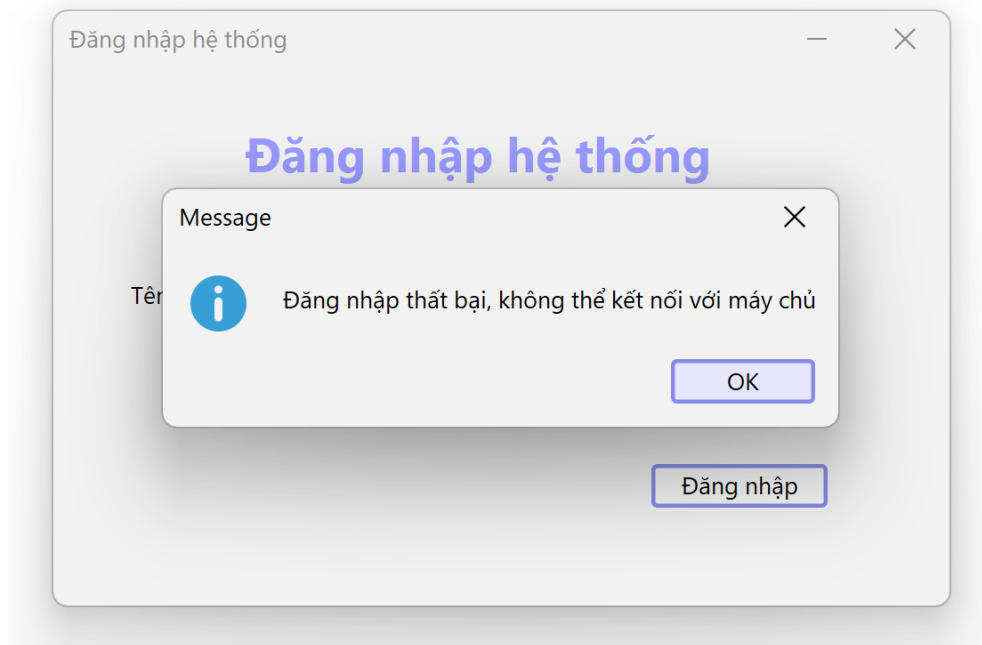 Đăng nhập hệ thống
Đăng nhập hệ thống
Message
Đăng nhập thất bại, không thể kết nối với máy chủ
OK
Đăng nhập